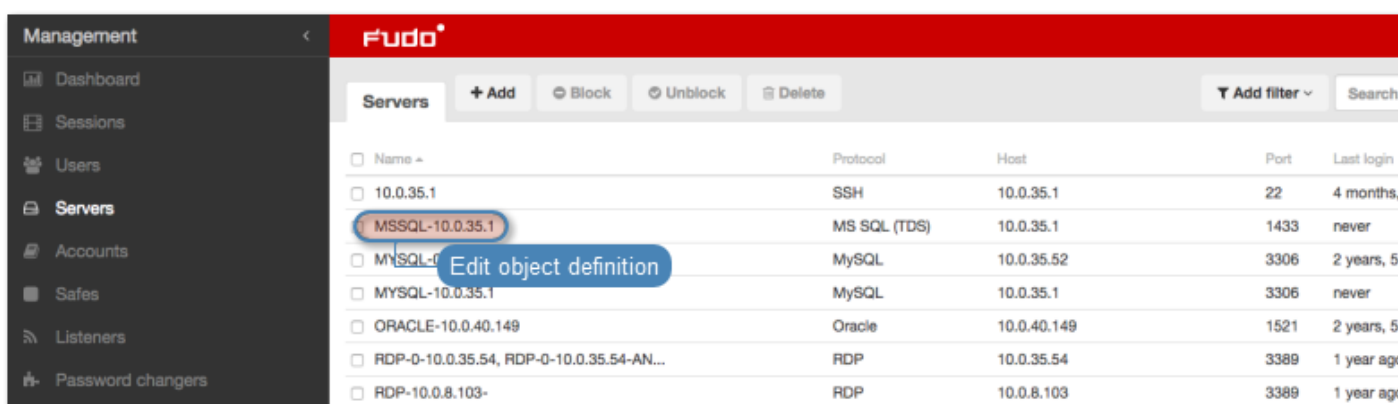 Management
Fudo
Dashboard
Servers + Add Block Unblock Delete Add filter Search
Sessions
Users
Name Protocol Host Port Last login
Servers
10.0.35.1 SSH 10.0.35.1 22 4 months,
MSSQL-10.0.35.1 MS SQL (TDS) 10.0.35.1 1433 never
Accounts
MYSQL- MySQL 10.0.35.52 3306 2 years, 5
Edit object definition
Safes
MYSQL-10.0.35.1 MySQL 10.0.35.1 3306 never
Listeners
ORACLE-10.0.40.149 Oracle 10.0.40.149 1521 2 years, 5
RDP-0-10.0.35.54, RDP-0-10.0.35.54-AN... RDP 10.0.35.54 3389 1 year ago
Password changers
RDP-10.0.8.103- RDP 10.0.8.103 3389 1 year ago